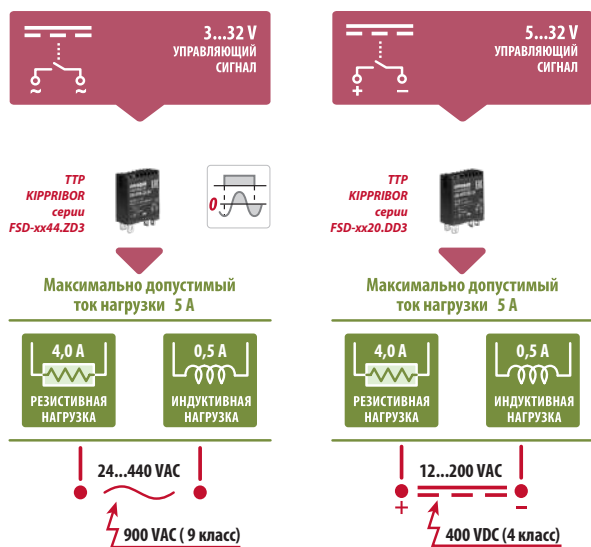 3...32 V
УПРАВЛЯЮЩИЙ
СИГНАЛ
~ ~
ТТР
KIPPRIBOR
серии
FSD-xx44.ZD3
0
Максимально допустимый
ток нагрузки 5 А
4,0 А
РЕЗИСТИВНАЯ
НАГРУЗКА
0,5 А
ИНДУКТИВНАЯ
НАГРУЗКА
24...440 VAC
900 VAC ( 9 класс)
5...32 V
УПРАВЛЯЮЩИЙ
СИГНАЛ
+ −
ТТР
KIPPRIBOR
серии
FSD-xx20.DD3
Максимально допустимый
ток нагрузки 5 А
4,0 А
РЕЗИСТИВНАЯ
НАГРУЗКА
0,5 А
ИНДУКТИВНАЯ
НАГРУЗКА
12...200 VAC
+ −
400 VDC (4 класс)